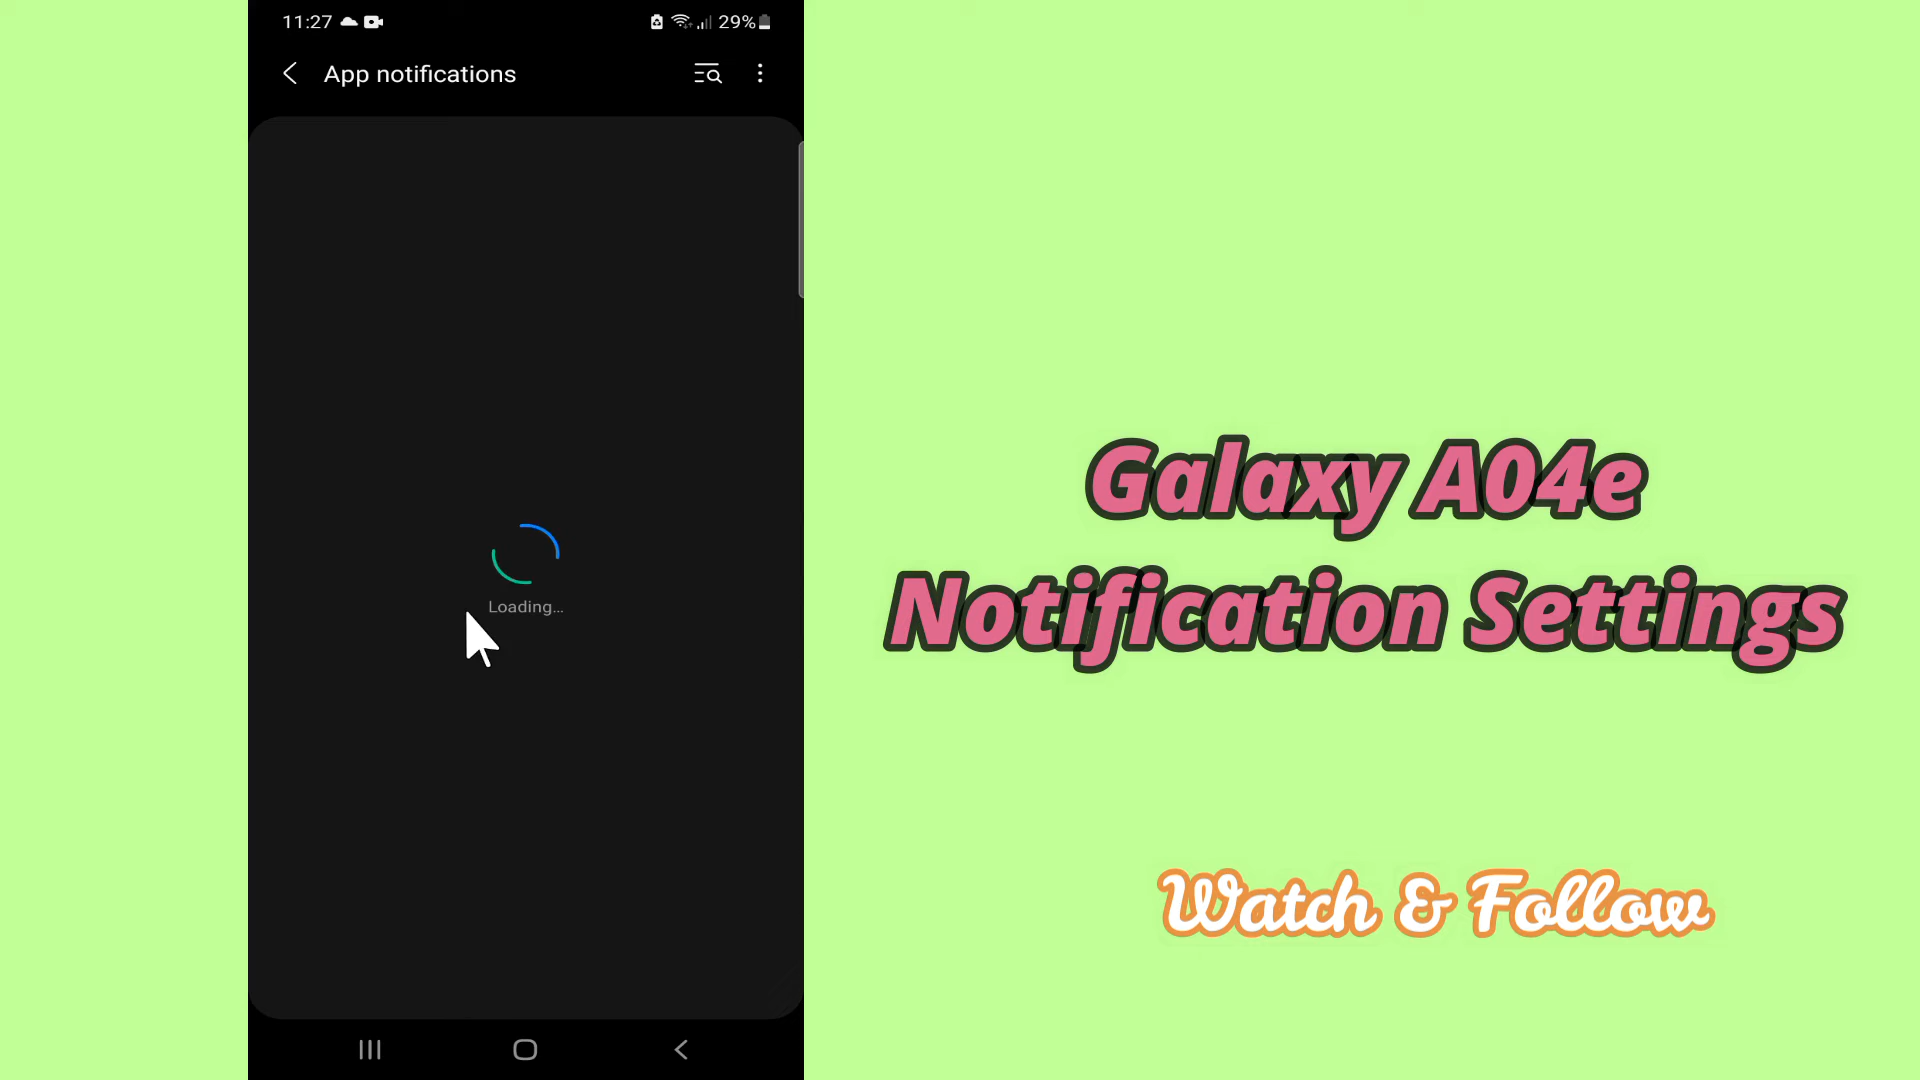 11:27
29%
App notifications
Loading...
Galaxy A04e
Notification Settings
Watch & Follow